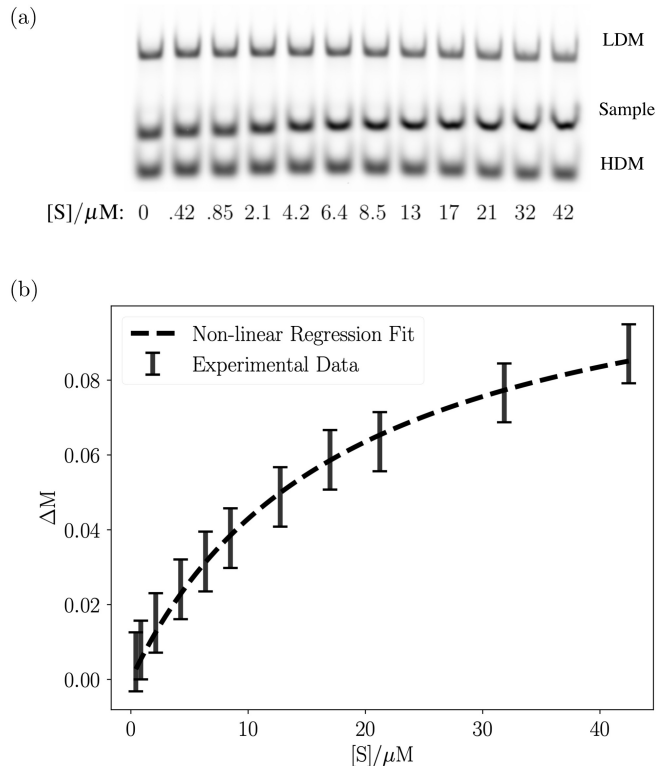 (a)
LDM
Sample
HDM
[S]/μM: 0 .42 .85 2.1 4.2 6.4 8.5 13 17 21 32 42
(b)
Non-linear Regression Fit
Experimental Data
0.08
0.06
0.04
0.02
0.00
ΔM
0 10 20 30 40
[S]/μM